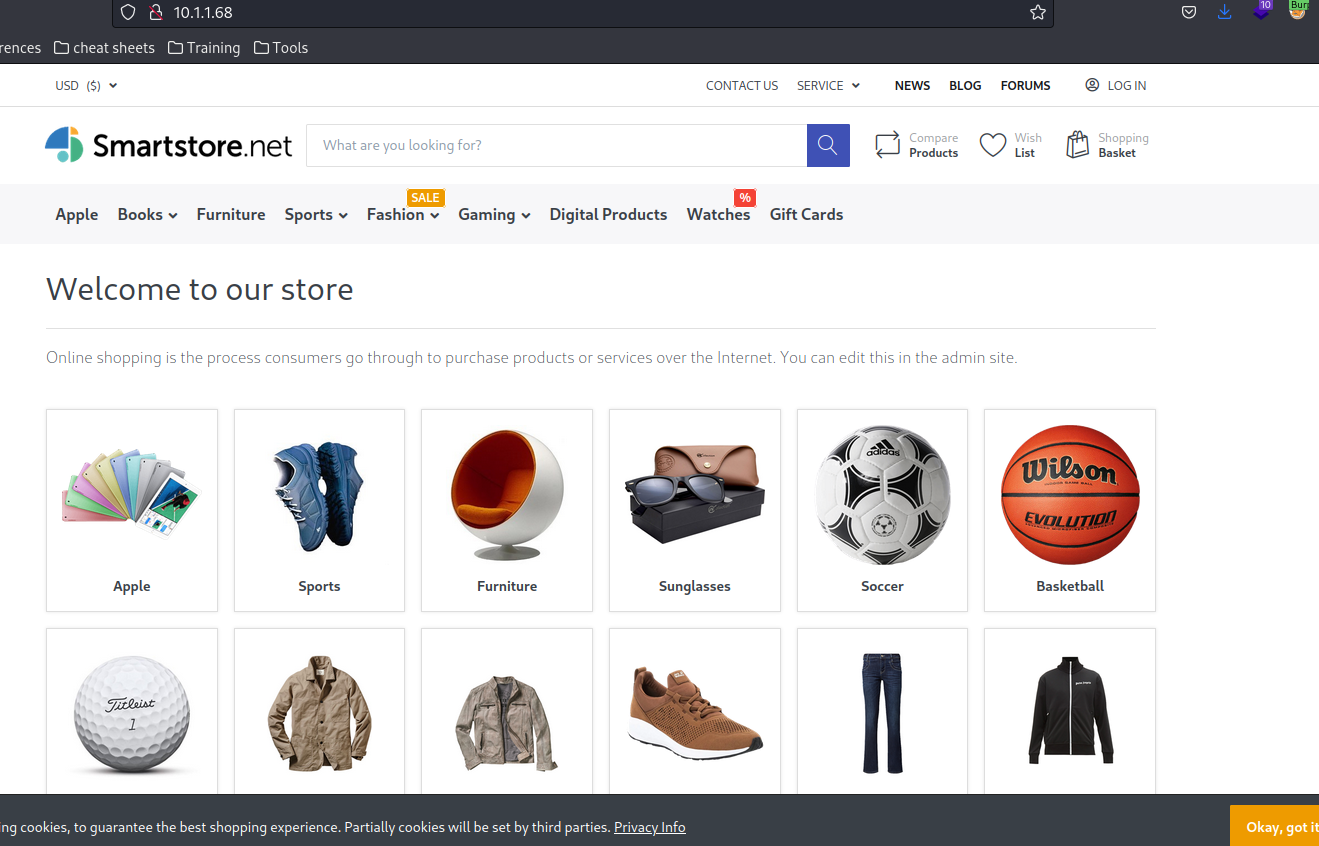 10.1.1.68
10
Burp
rences cheat sheets Training Tools
USD ($) CONTACT US SERVICE NEWS BLOG FORUMS LOG IN
Smartstore.net What are you looking for? Compare Products Wish List Shopping Basket
SALE %
Apple Books Furniture Sports Fashion Gaming Digital Products Watches Gift Cards
Welcome to our store
Online shopping is the process consumers go through to purchase products or services over the Internet. You can edit this in the admin site.
adidas
Wilson
EVOLUTION
Apple Sports Furniture Sunglasses Soccer Basketball
Titleist
1
ing cookies, to guarantee the best shopping experience. Partially cookies will be set by third parties. Privacy Info
Okay, got it